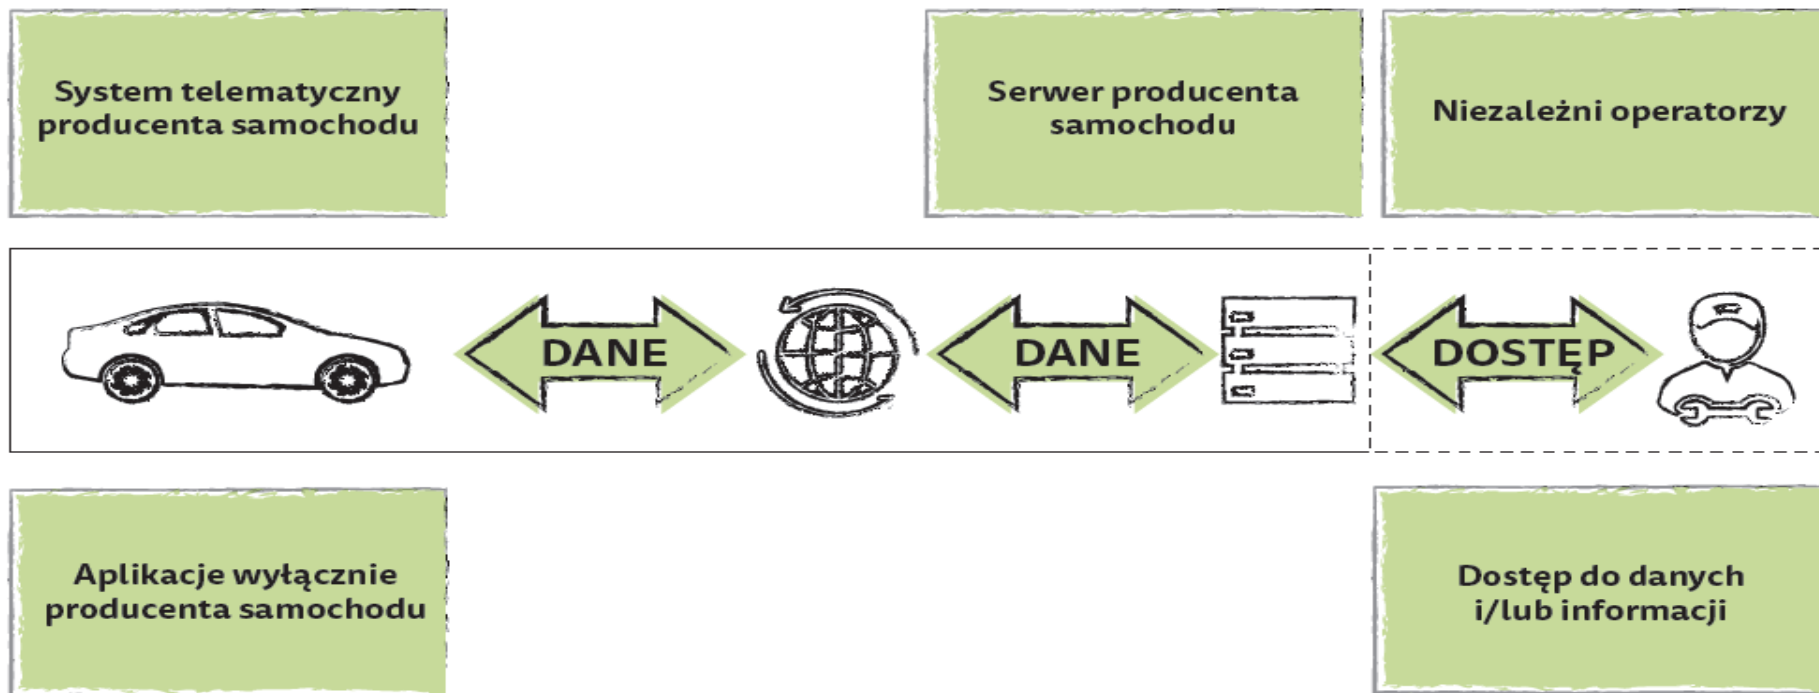 System telematyczny
producenta samochodu
Serwer producenta
samochodu
Niezależni operatorzy
DANE
DANE
DOSTĘP
Aplikacje wyłącznie
producenta samochodu
Dostęp do danych
i/lub informacji